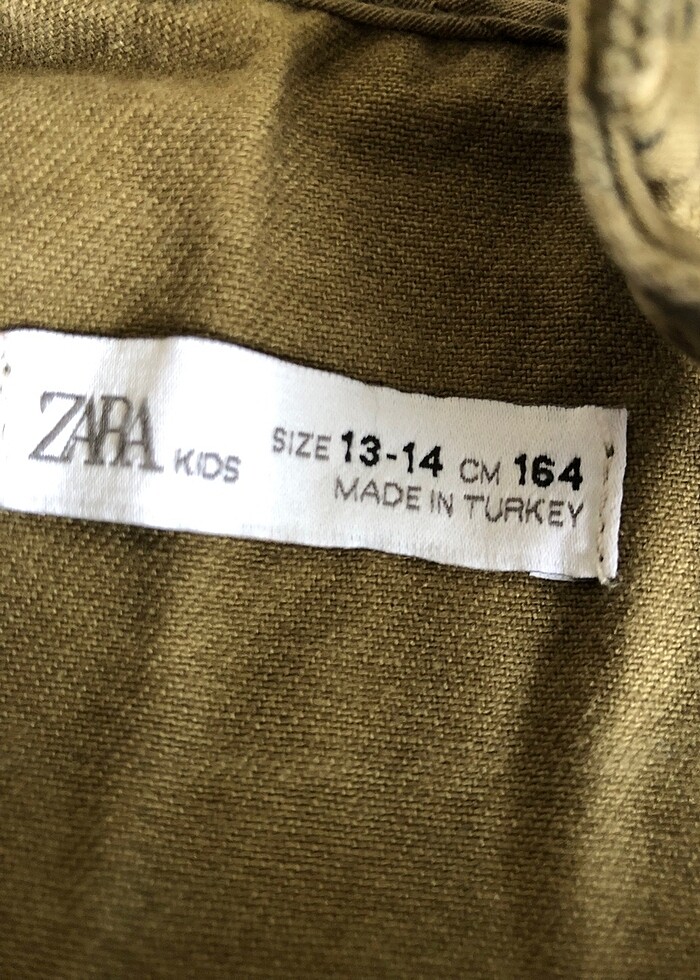 ZARA KIDS SIZE 13-14 CM 164
MADE IN TURKEY